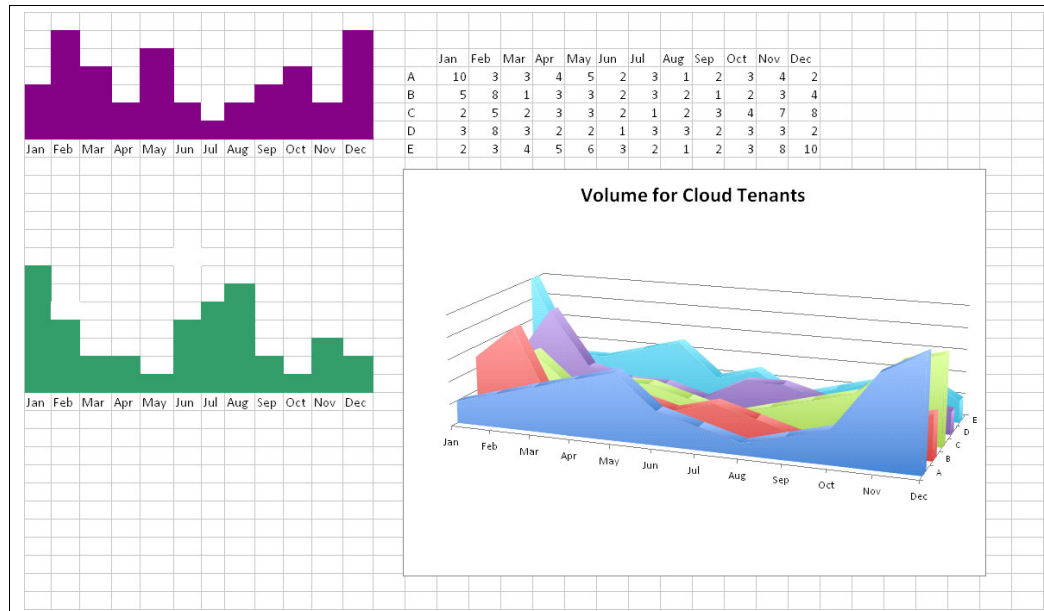 Jan Feb Mar Apr May Jun Jul Aug Sep Oct Nov Dec
A 10 3 3 4 5 2 3 1 2 3 4 2
B 5 8 1 3 3 2 3 2 1 2 3 4
C 2 5 2 3 3 2 1 2 3 4 7 8
D 3 8 3 2 2 1 3 3 2 3 3 2
E 2 3 4 5 6 3 2 1 2 3 8 10
Jan Feb Mar Apr May Jun Jul Aug Sep Oct Nov Dec
Volume for Cloud Tenants
Jan Feb Mar Apr May Jun Jul Aug Sep Oct Nov Dec
Jan Feb Mar Apr May Jun Jul Aug Sep Oct Nov Dec
A B C D E